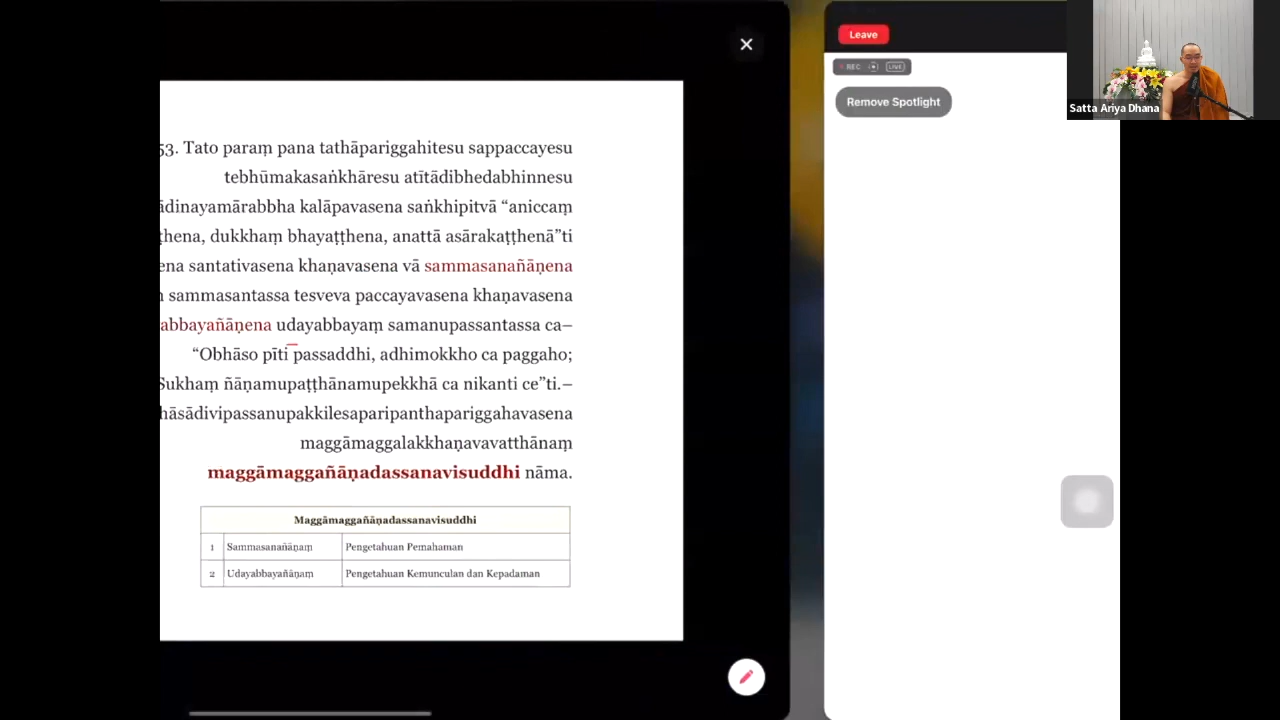 53. Tato paraṃ pana tathāpariggahitesu sappaccayesu
tebhūmakasaṅkhāresu atītādibhedabhinnesu
ādinayamārabbha kalāpavasena saṅkhipitvā “aniccaṃ
ṭṭhena, dukkhaṃ bhayaṭṭhena, anattā asārakaṭṭhenā”ti
ena santativasena khaṇavasena vā sammasanañāṇena
sammasantassa tesveva paccayavasena khaṇavasena
abbayañāṇena udayabbayaṃ samanupassantassa ca–
“Obhāso pīti passaddhi, adhimokkho ca paggaho;
Sukhaṃ ñāṇamupaṭṭhānamupekkhā ca nikanti ce”ti.–
hāsādivipassanupakkilesaparipanthapariggahavasena
maggāmaggalakkhaṇavavatthānaṃ
maggāmaggañāṇadassanavisuddhi nāma.
Maggāmaggañāṇadassanavisuddhi
1 Sammasanañāṇaṃ Pengetahuan Pemahaman
2 Udayabbayañāṇaṃ Pengetahuan Kemunculan dan Kepadaman
Leave
REC LIVE
Remove Spotlight
Satta Ariya Dhana